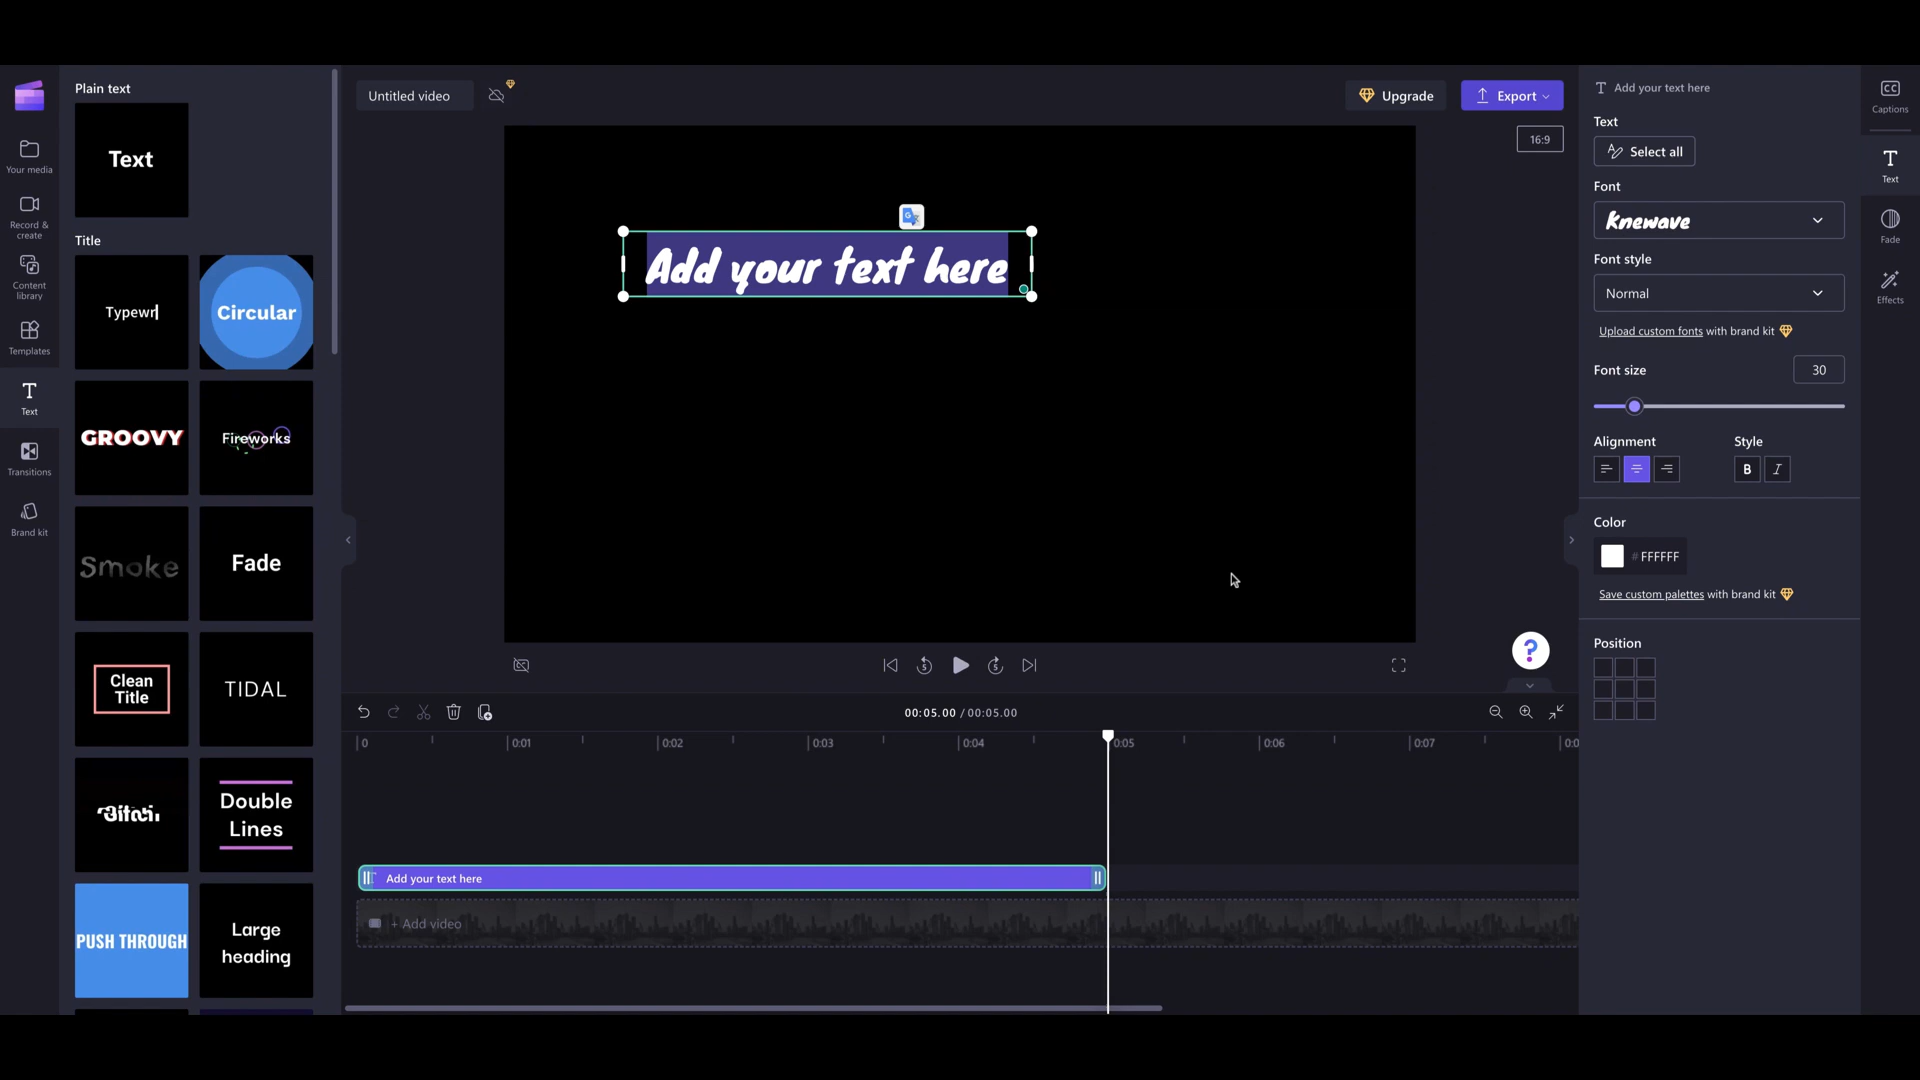 Plain text
Text
Title
Typewr
Circular
GROOVY
Fireworks
Smoke
Fade
Clean
Title
TIDAL
Double
Lines
PUSH THROUGH
Large
heading
Your media
Record &
create
Content
library
Templates
Text
Transitions
Brand kit
Untitled video
Upgrade
Export
16:9
Add your text here
G
?
5
5
00:05.00 / 00:05.00
0
0:01
0:02
0:03
0:04
0:05
0:06
0:07
T Add your text here
+ Add video
T Add your text here
Text
Select all
Font
Knewave
Font style
Normal
Upload custom fonts with brand kit
Font size
30
Alignment
Style
B
I
Color
# FFFFFF
Save custom palettes with brand kit
Position
CC
Captions
T
Text
Fade
Effects